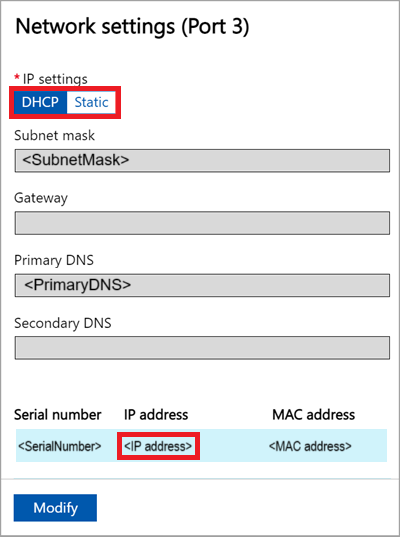 Network settings (Port 3)
* IP settings
DHCP Static
Subnet mask
<SubnetMask>
Gateway
Primary DNS
<PrimaryDNS>
Secondary DNS
Serial number IP address MAC address
<SerialNumber> <IP address> <MAC address>
Modify